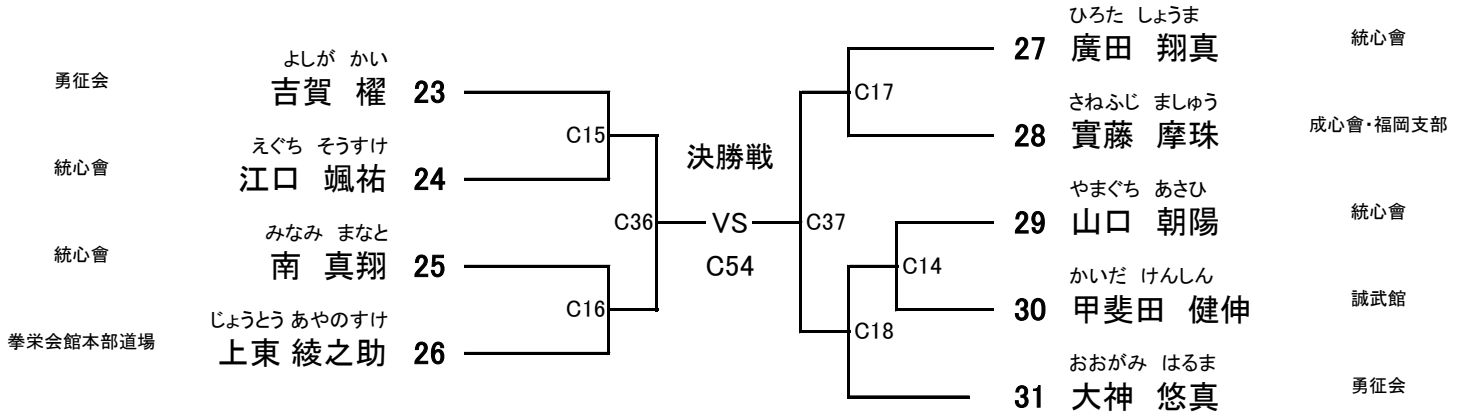 よしが かい
勇征会 吉賀 櫂 23
えぐち そうすけ
統心會 江口 颯祐 24
みなみ まなと
統心會 南 真翔 25
じょうとう あやのすけ
拳栄会館本部道場 上東 綾之助 26
C15
C16
C36
決勝戦
VS
C54
C37
C17
C14
C18
ひろた しょうま
27 廣田 翔真 統心會
さねふじ ましゅう
28 實藤 摩珠 成心會・福岡支部
やまぐち あさひ
29 山口 朝陽 統心會
かいだ けんしん
30 甲斐田 健伸 誠武館
おおがみ はるま
31 大神 悠真 勇征会